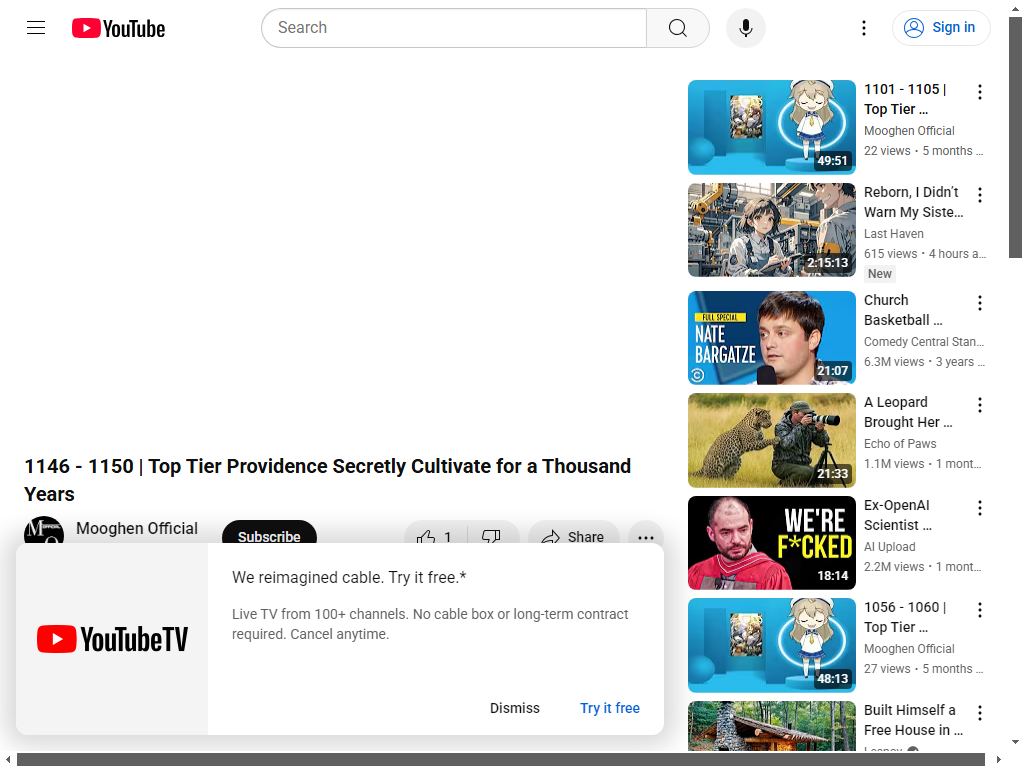 YouTube
Search
Sign in
1146 - 1150 | Top Tier Providence Secretly Cultivate for a Thousand
Years
Mooghen Official
Subscribe
1
Share
YouTubeTV
We reimagined cable. Try it free.*
Live TV from 100+ channels. No cable box or long-term contract
required. Cancel anytime.
Dismiss
Try it free
49:51
1101 - 1105 |
Top Tier …
Mooghen Official
22 views • 5 months …
2:15:13
Reborn, I Didn't
Warn My Siste…
Last Haven
615 views • 4 hours a…
New
FULL SPECIAL
NATE
BARGATZE
21:07
Church
Basketball …
Comedy Central Stan…
6.3M views • 3 years …
21:33
A Leopard
Brought Her …
Echo of Paws
1.1M views • 1 mont…
WE'RE
F*CKED
18:14
Ex-OpenAI
Scientist …
AI Upload
2.2M views • 1 mont…
48:13
1056 - 1060 |
Top Tier …
Mooghen Official
27 views • 5 months …
Built Himself a
Free House in …